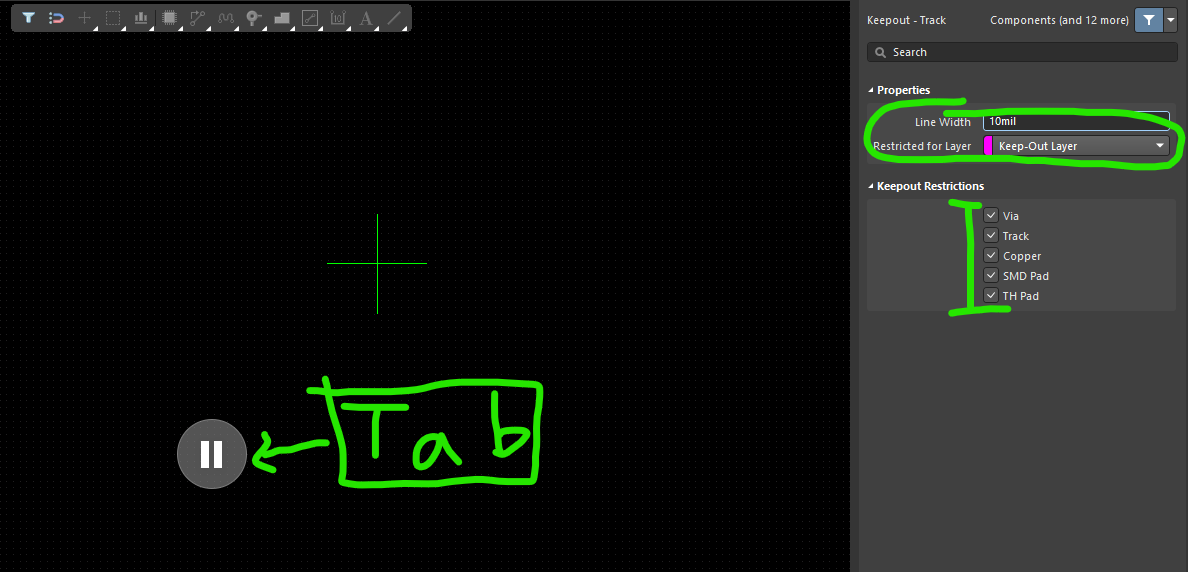 Keepout - Track Components (and 12 more)
Search
Properties
Line Width 10mil
Restricted for Layer Keep-Out Layer
Keepout Restrictions
Via
Track
Copper
SMD Pad
TH Pad
Tab